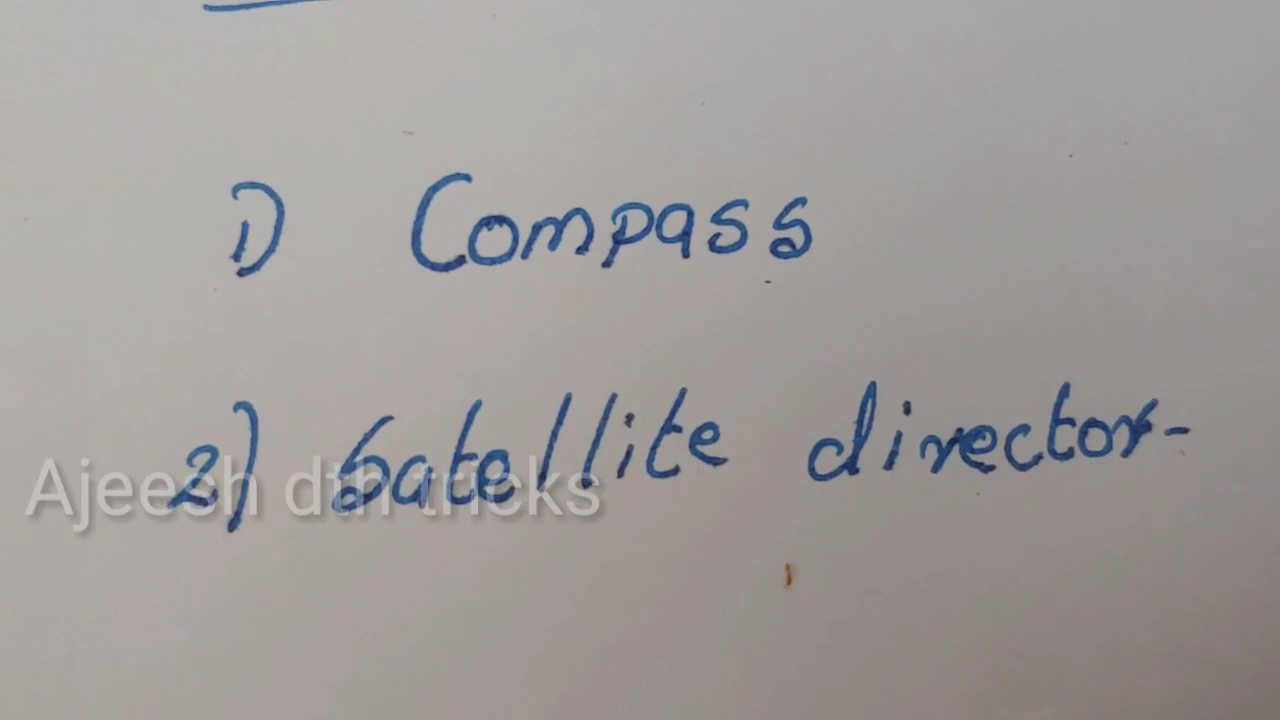 1) Compass
2) Satellite director-
Ajeesh dth tricks